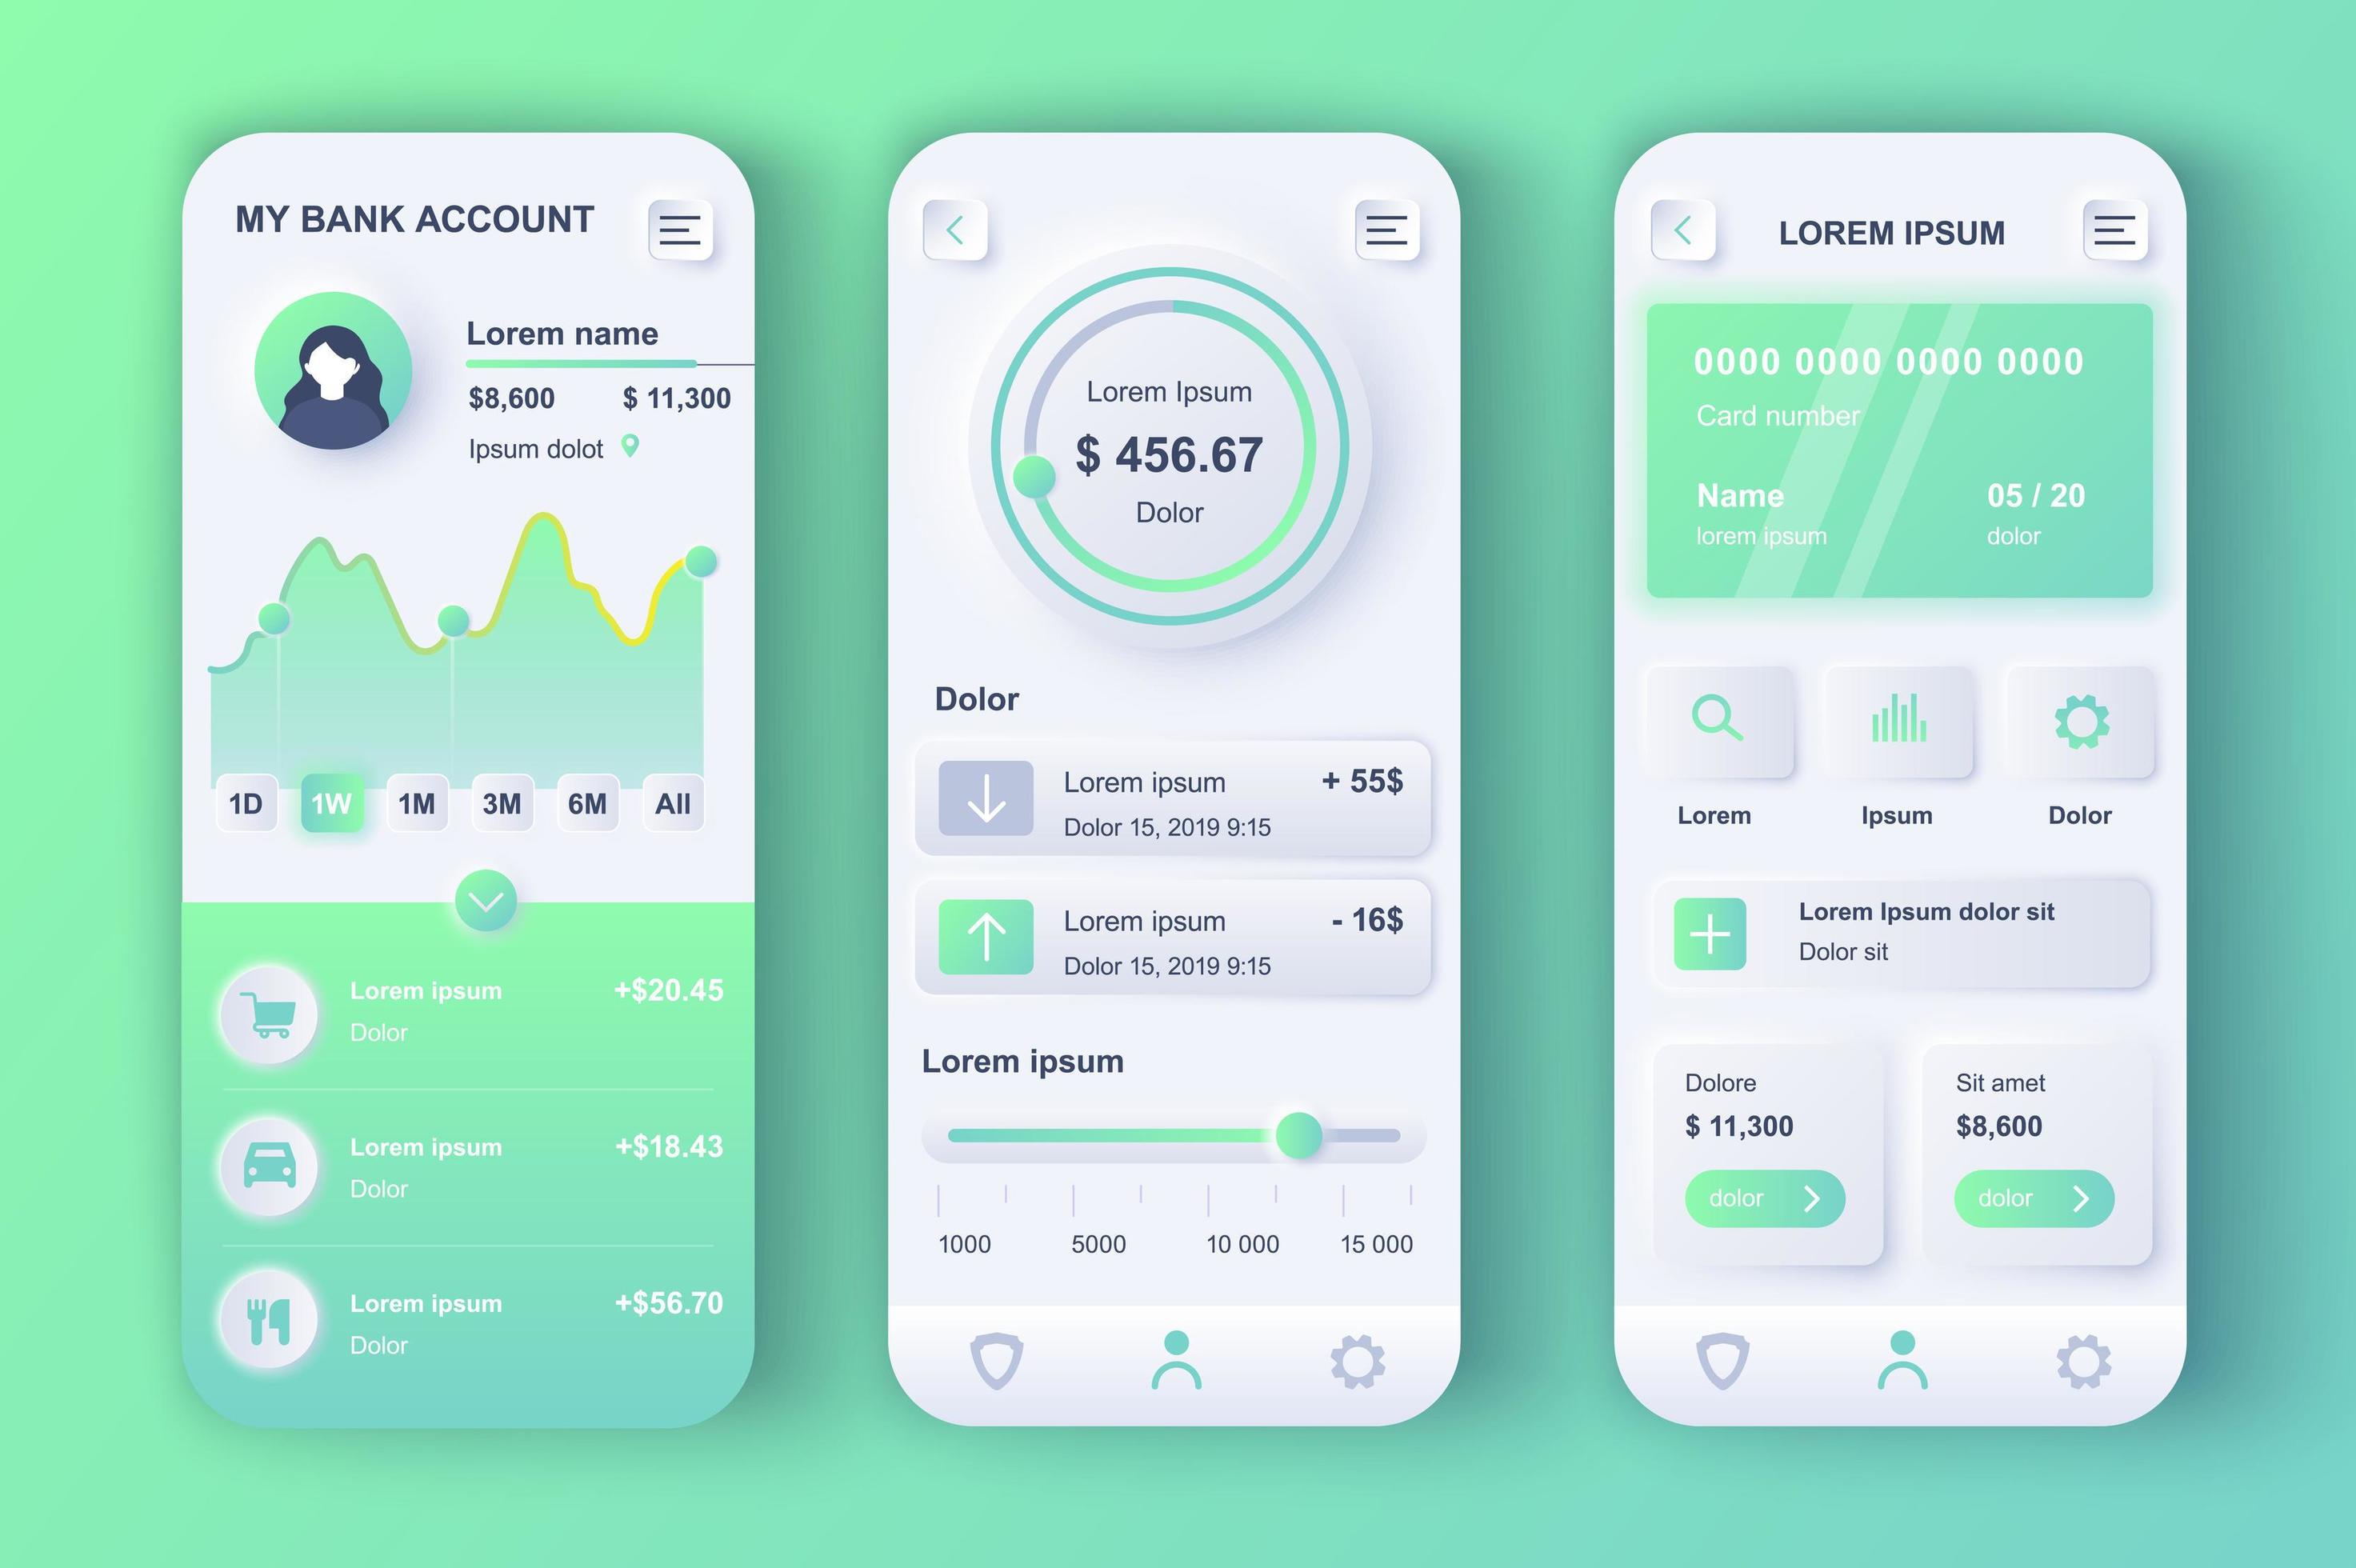 MY BANK ACCOUNT
Lorem name
$8,600 $ 11,300
Ipsum dolot
1D 1W 1M 3M 6M All
Lorem ipsum +$20.45
Dolor
Lorem ipsum +$18.43
Dolor
Lorem ipsum +$56.70
Dolor
Lorem Ipsum
$ 456.67
Dolor
Dolor
Lorem ipsum + 55$
Dolor 15, 2019 9:15
Lorem ipsum - 16$
Dolor 15, 2019 9:15
Lorem ipsum
1000 5000 10 000 15 000
LOREM IPSUM
0000 0000 0000 0000
Card number
Name 05 / 20
lorem ipsum dolor
Lorem Ipsum Dolor
Lorem Ipsum dolor sit
Dolor sit
Dolore Sit amet
$ 11,300 $8,600
dolor dolor